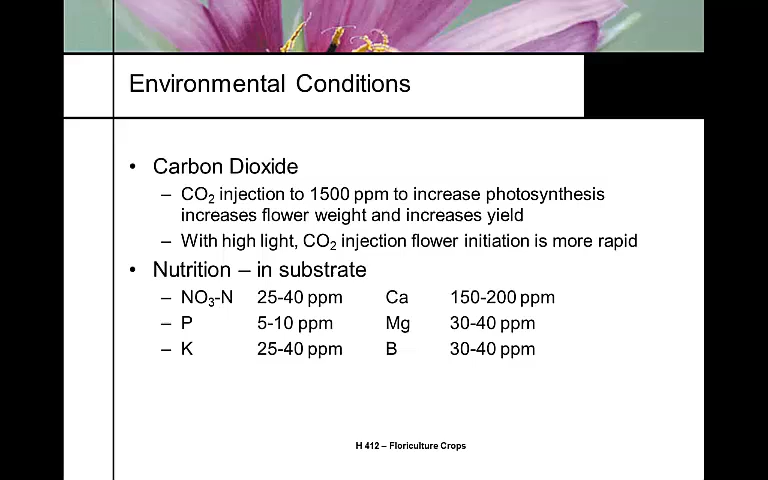 Environmental Conditions
• Carbon Dioxide
– CO₂ injection to 1500 ppm to increase photosynthesis
increases flower weight and increases yield
– With high light, CO₂ injection flower initiation is more rapid
• Nutrition – in substrate
– NO₃-N 25-40 ppm Ca 150-200 ppm
– P 5-10 ppm Mg 30-40 ppm
– K 25-40 ppm B 30-40 ppm
H 412 – Floriculture Crops